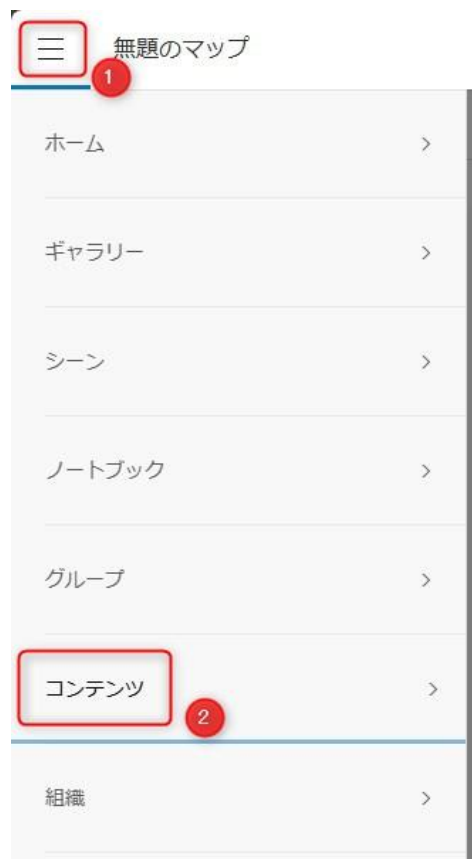 無題のマップ
1
ホーム
ギャラリー
シーン
ノートブック
グループ
コンテンツ
2
組織